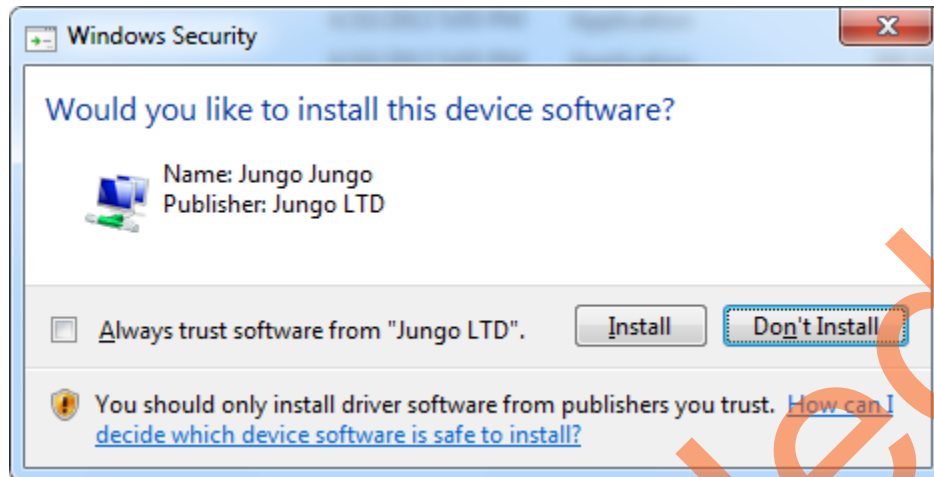 Windows Security
Would you like to install this device software?
Name: Jungo Jungo
Publisher: Jungo LTD
Always trust software from "Jungo LTD".
Install
Don't Install
You should only install driver software from publishers you trust. How can I
decide which device software is safe to install?